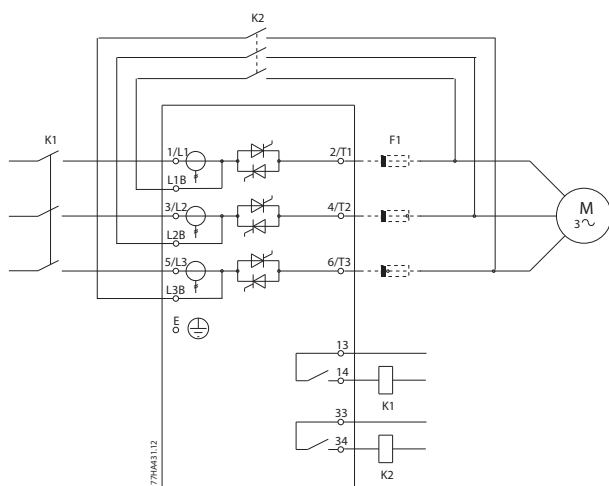 K2
K1
1/L1
2/T1
F1
L1B
3/L2
4/T2
M
3
L2B
5/L3
6/T3
L3B
E
13
14
K1
33
34
K2
77HA431.12